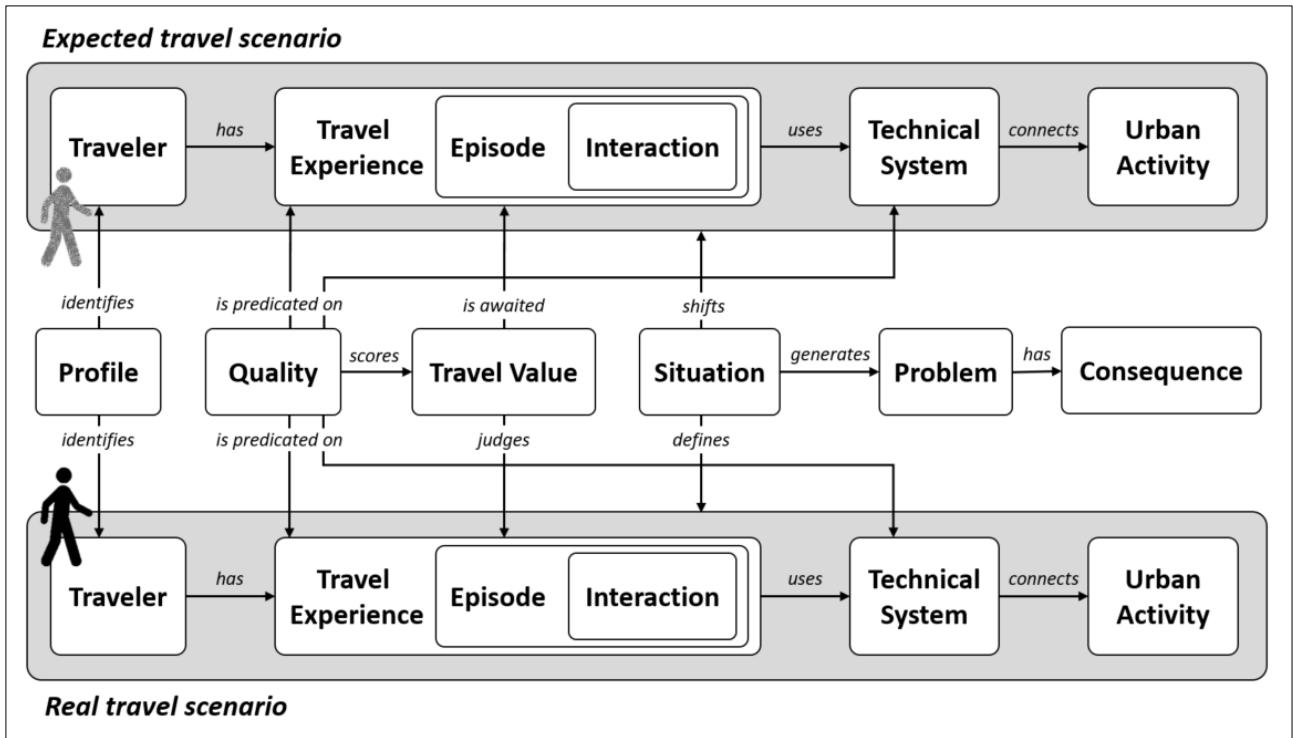 Expected travel scenario
Traveler
has
Travel
Experience
Episode
Interaction
uses
Technical
System
connects
Urban
Activity
identifies
is predicated on
is awaited
shifts
Profile
Quality
scores
Travel Value
Situation
generates
Problem
has
Consequence
identifies
is predicated on
judges
defines
Traveler
has
Travel
Experience
Episode
Interaction
uses
Technical
System
connects
Urban
Activity
Real travel scenario